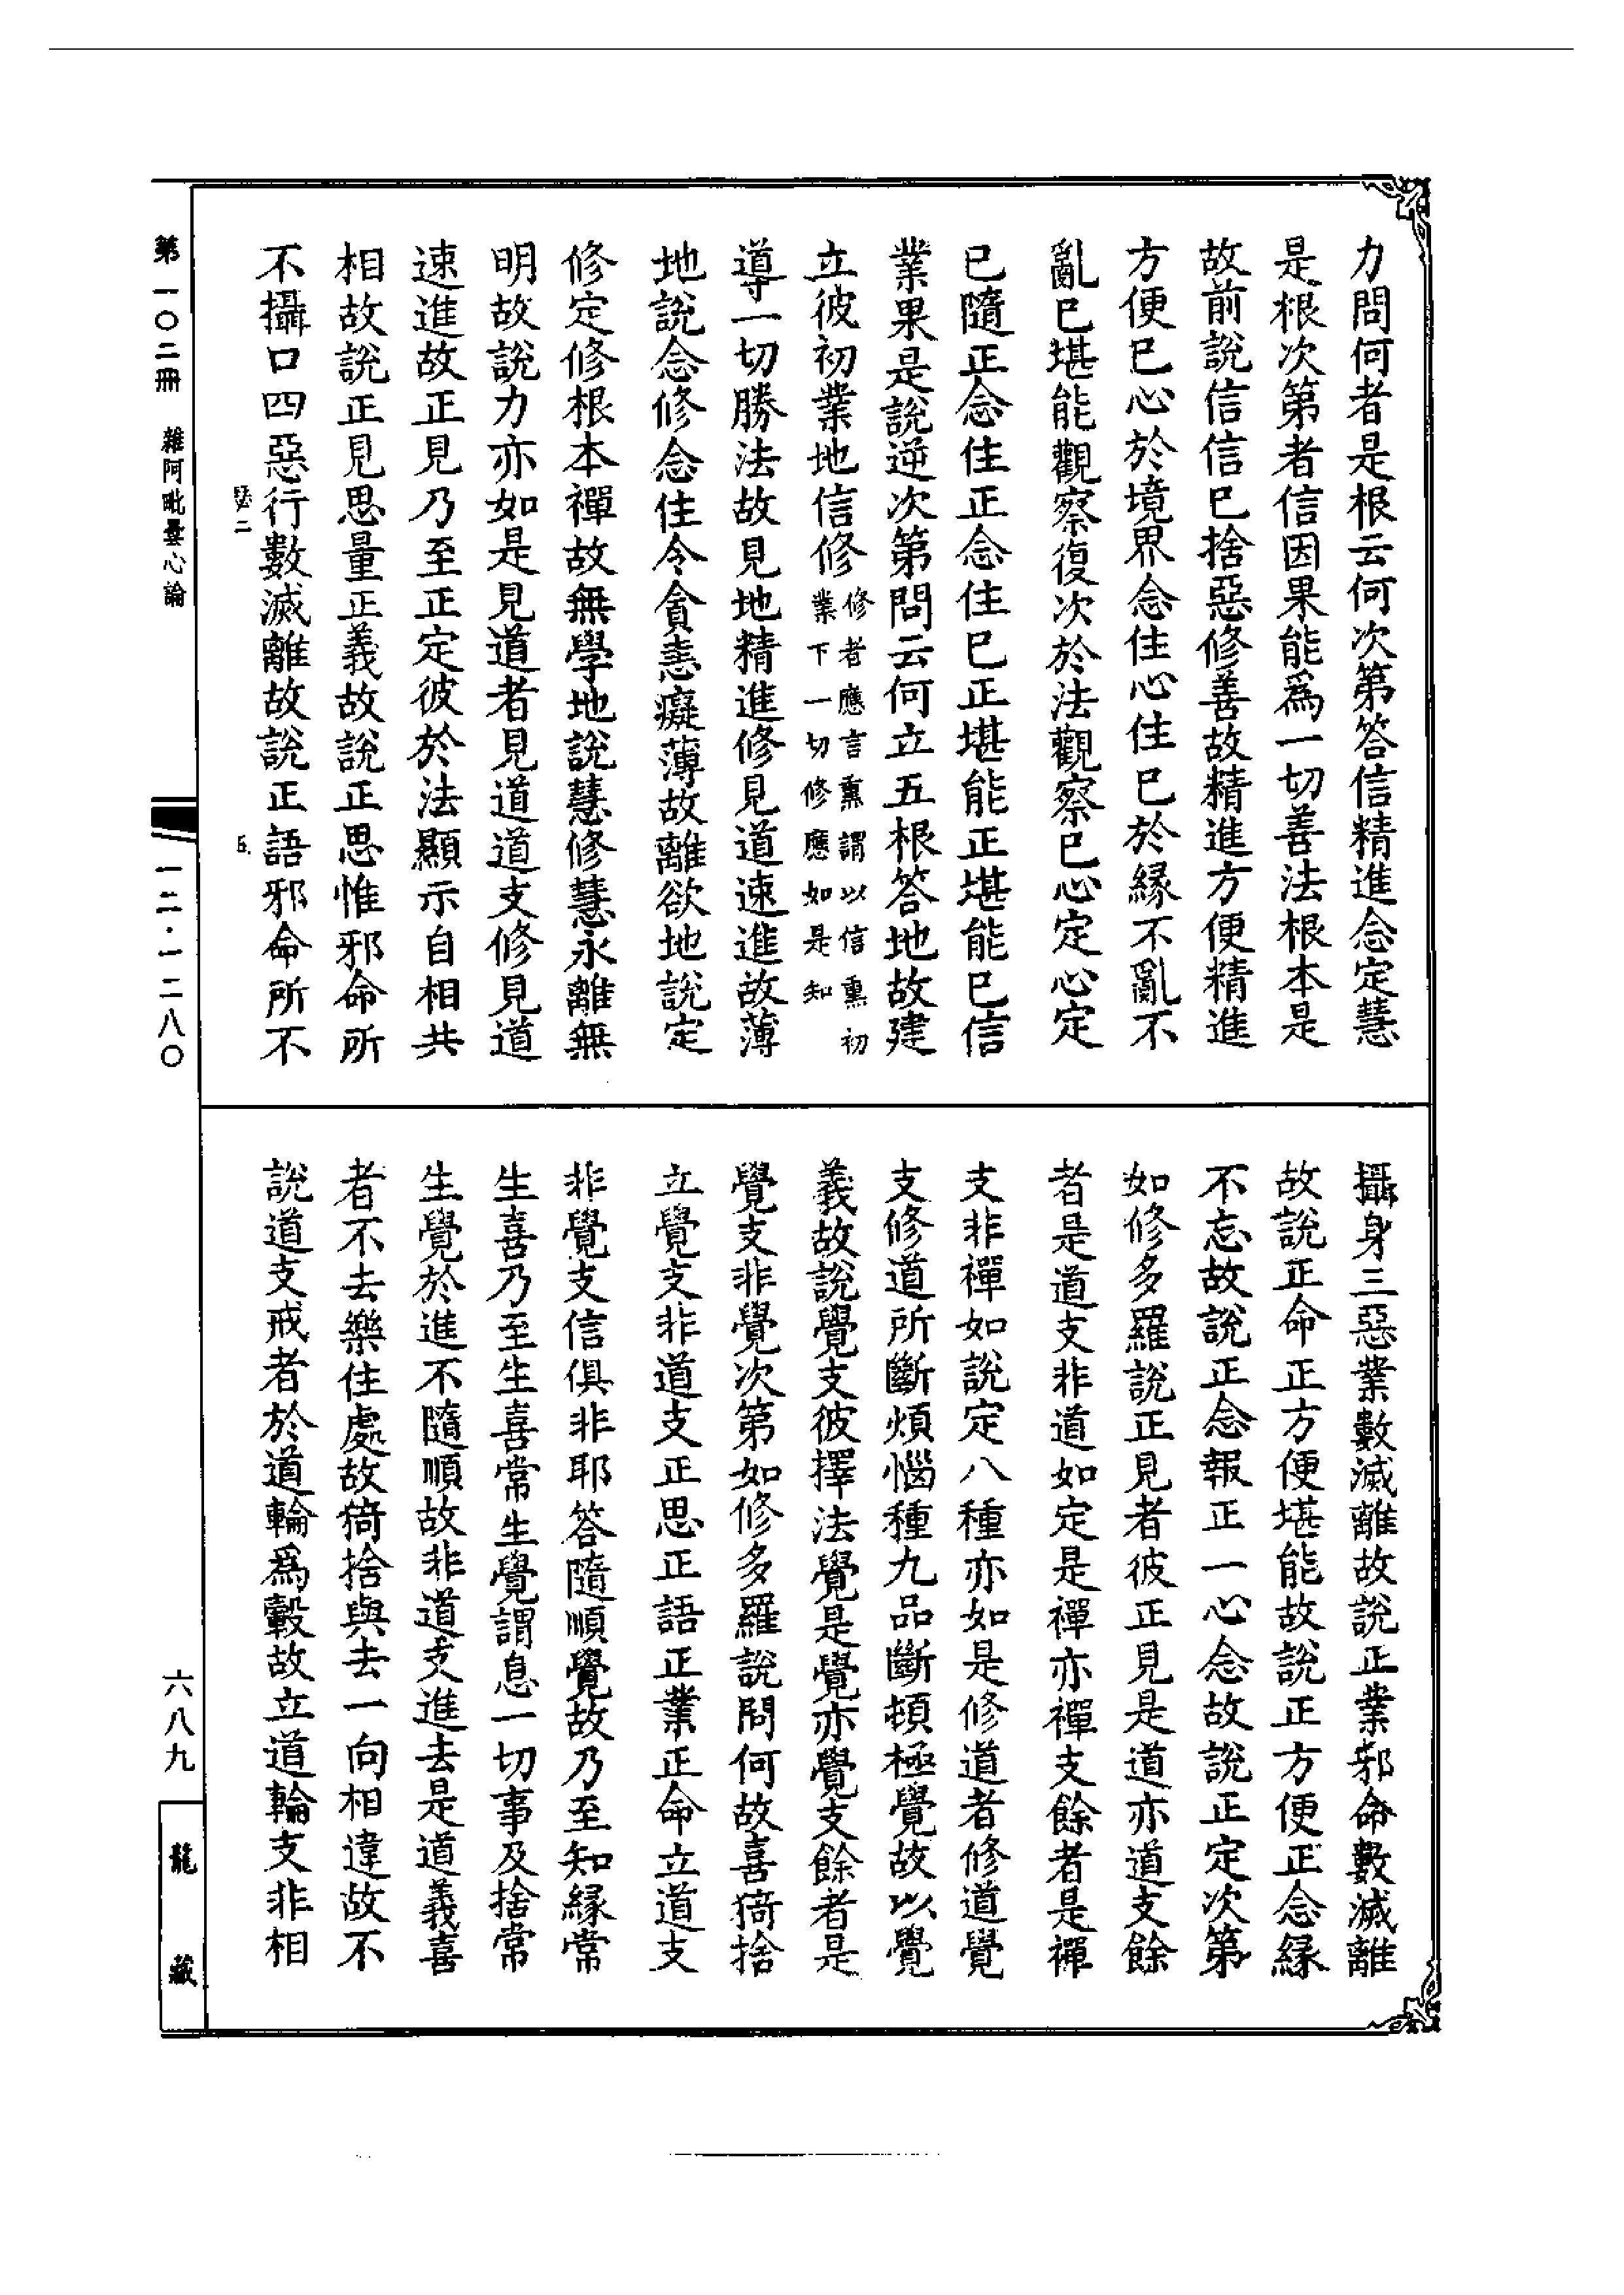 力問何者是根云何次第答信精進念定慧
是根次第者信因果能爲一切善法根本是
故前說信信已捨惡修善故精進方便精進
方便已心於境界念住心住已於緣不亂不
亂已堪能觀察復次於法觀察已心定心定
已隨正念住正念住已正堪能正堪能已信
業果是說逆次第問云何立五根答地故建
立彼初業地信修修者應言熏謂以信熏初業下一切修應如是知
導一切勝法故見地精進修見道速進故薄
地說念修念住令貪恚癡薄故離欲地說定
修定修根本禪故無學地說慧修慧永離無
明故說力亦如是見道者見道道支修見道
速進故正見乃至正定彼於法顯示自相共
相故說正見思量正義故說正思惟邪命所
不攝口四惡行數滅離故說正語邪命所不
攝身三惡業數滅離故說正業邪命數滅離
故說正命正方便堪能故說正方便正念緣
不忘故說正念報正一心念故說正定次第
如修多羅說正見者彼正見是道亦道支餘
者是道支非道如定是禪亦禪支餘者是禪
支非禪如說定八種亦如是修道者修道覺
支修道所斷煩惱種九品斷頓極覺故以覺
義故說覺支彼擇法覺是覺亦覺支餘者是
覺支非覺次第如修多羅說問何故喜猗捨
立覺支非道支正思正語正業正命立道支
非覺支信俱非耶答隨順覺故乃至知緣常
生喜乃至生喜常生覺謂息一切事及捨常
生覺於進不隨順故非道支進去是道義喜
者不去樂住處故猗捨與去一向相違故不
說道支戒者於道輪爲轂故立道輪支非相
第一〇二冊 雜阿毗曇心論
一二·一二八〇
六八九
龍藏